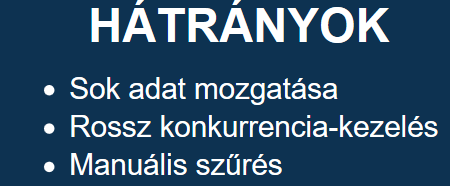 HÁTRÁNYOK
• Sok adat mozgatása
• Rossz konkurrencia-kezelés
• Manuális szűrés